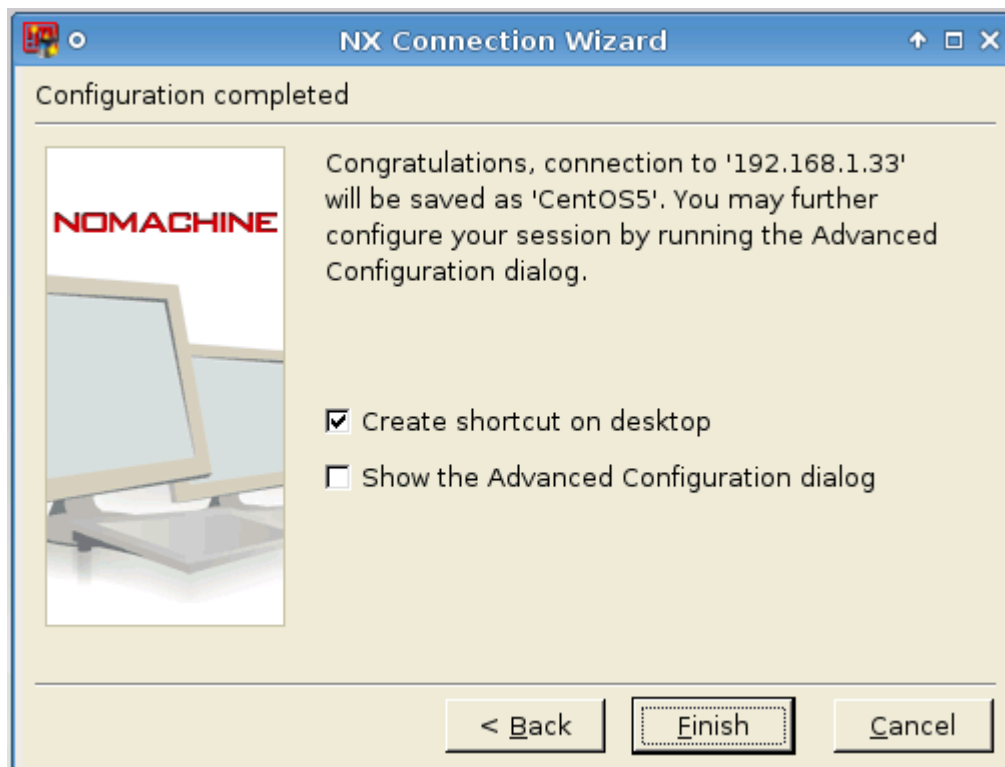 NX Connection Wizard
Configuration completed
NOMACHINE
Congratulations, connection to '192.168.1.33'
will be saved as 'CentOS5'. You may further
configure your session by running the Advanced
Configuration dialog.
Create shortcut on desktop
Show the Advanced Configuration dialog
< Back
Finish
Cancel